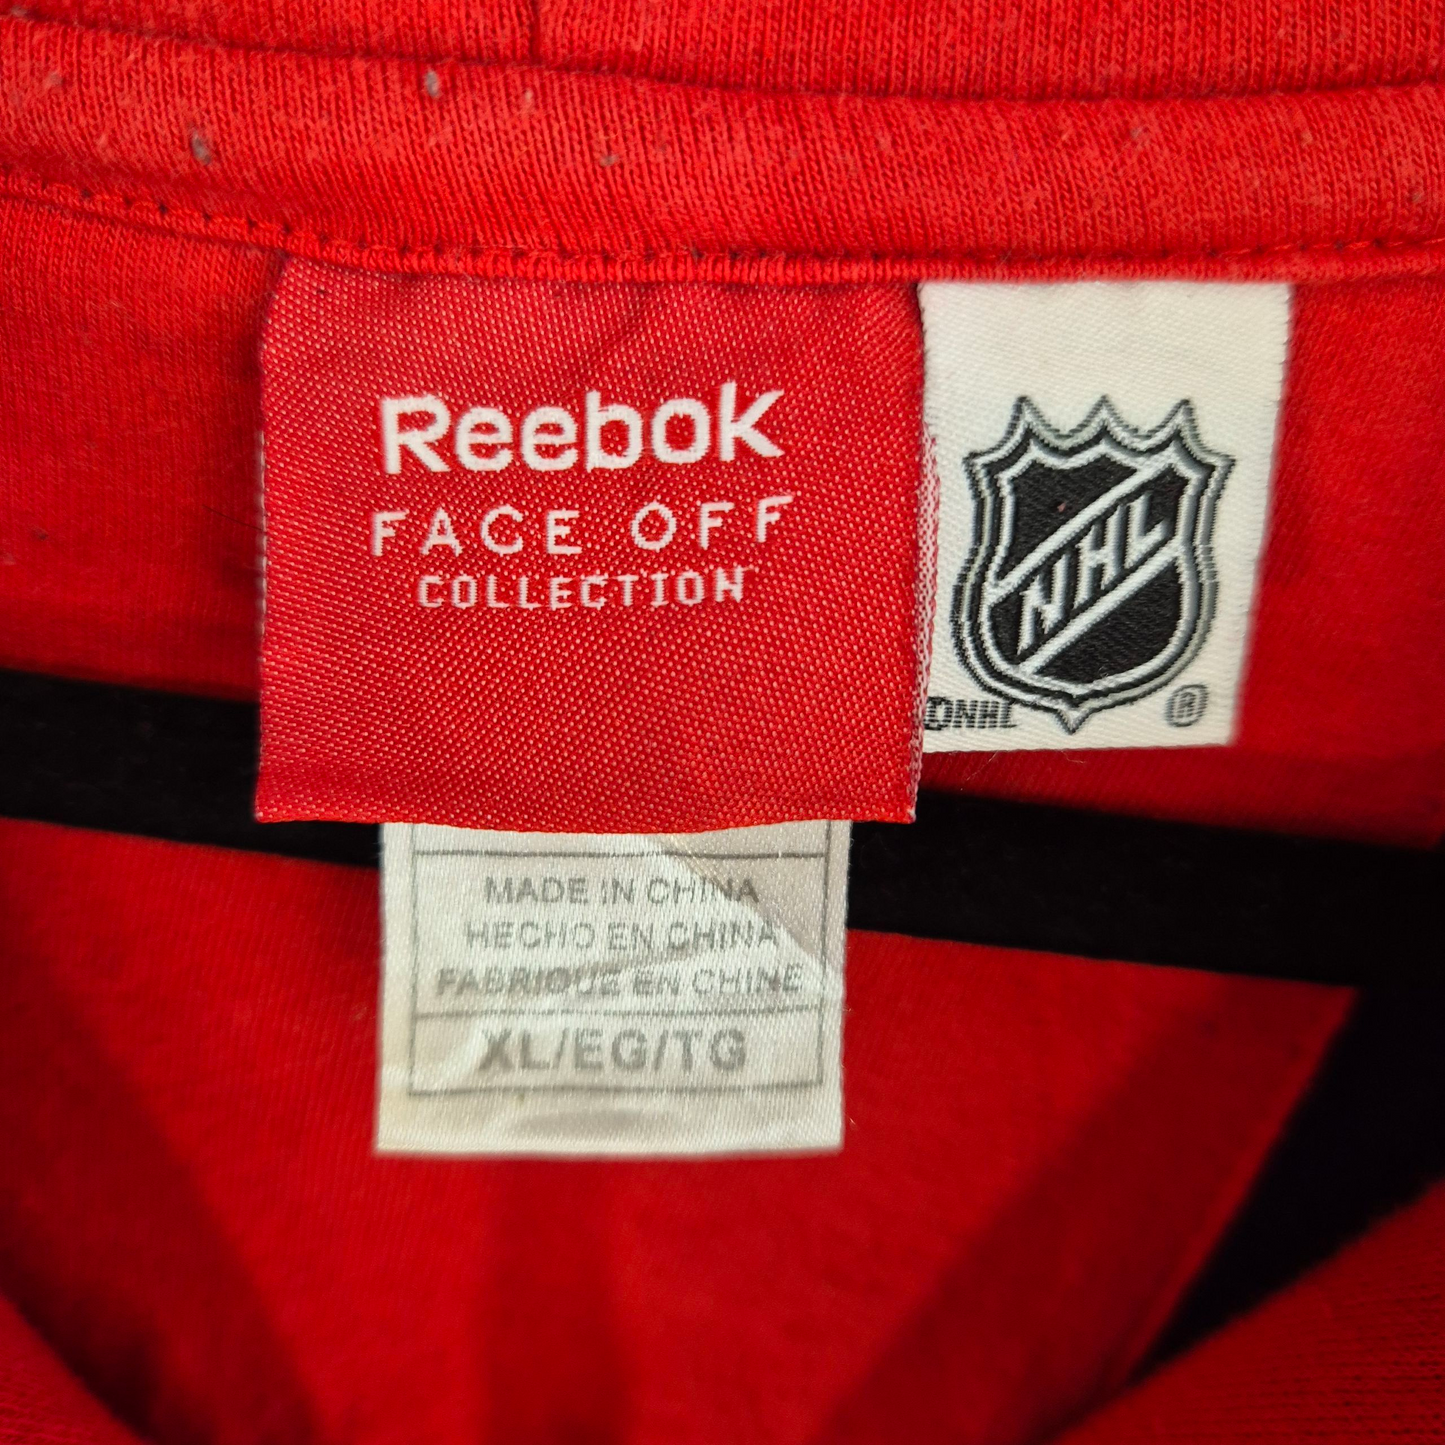 Reebok
FACE OFF
COLLECTION
NHL
©NHL ®
MADE IN CHINA
HECHO EN CHINA
FABRIQUE EN CHINE
XL/EG/TG